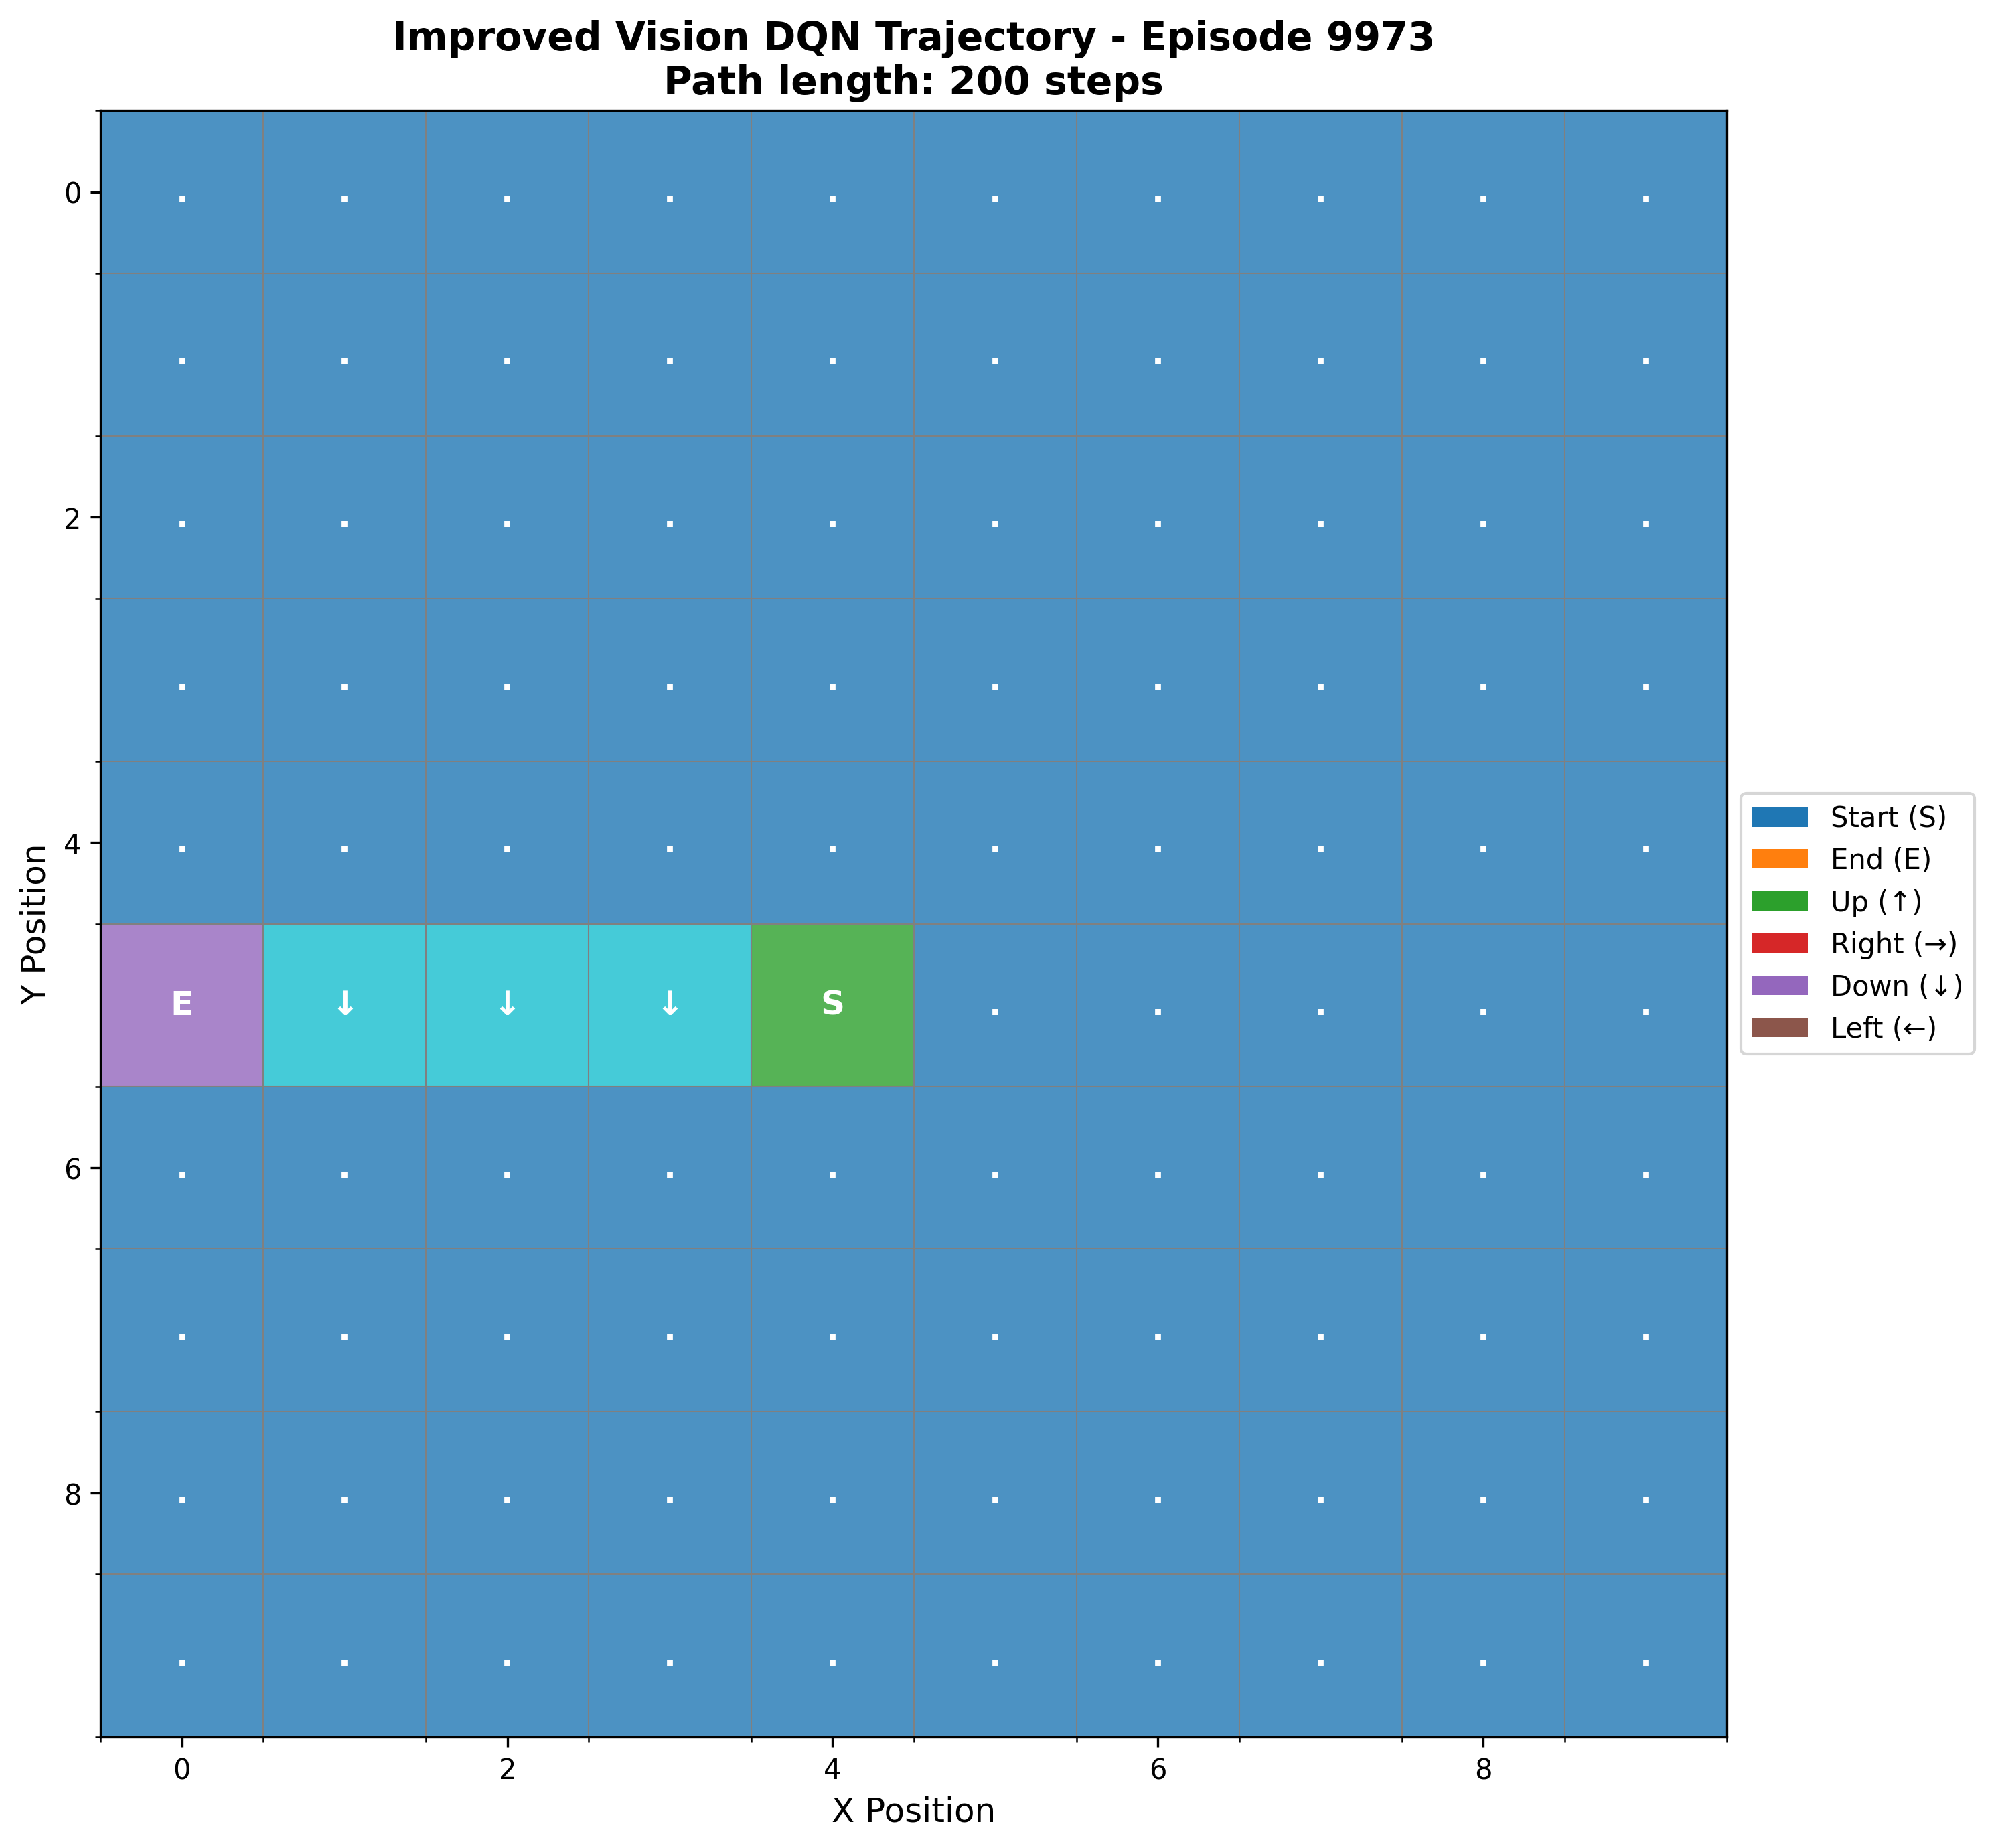 Improved Vision DQN Trajectory - Episode 9973
Path length: 200 steps
0
2
4
6
8
Y Position
E ↓ ↓ ↓ S
0 2 4 6 8
X Position
Start (S)
End (E)
Up (↑)
Right (→)
Down (↓)
Left (←)